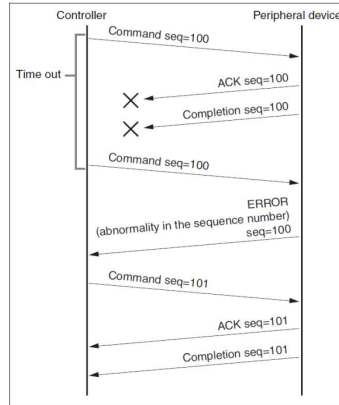 Controller
Peripheral device
Command seq=100
Time out
ACK seq=100
Completion seq=100
Command seq=100
ERROR
(abnormality in the sequence number)
seq=100
Command seq=101
ACK seq=101
Completion seq=101